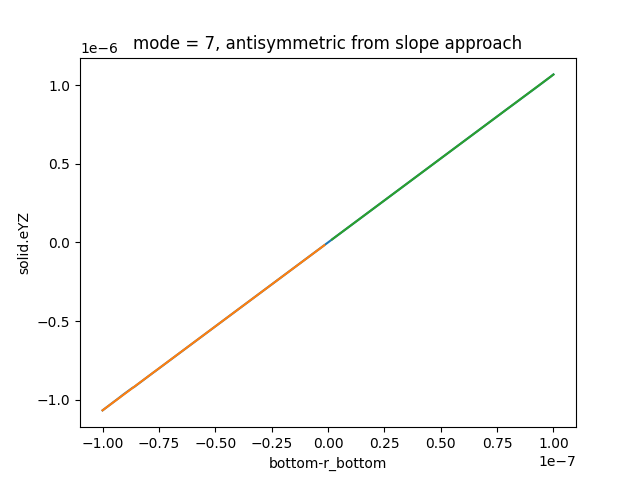 mode = 7, antisymmetric from slope approach
1e−6
1.0
0.5
0.0
−0.5
−1.0
solid.eYZ
−1.00 −0.75 −0.50 −0.25 0.00 0.25 0.50 0.75 1.00
bottom-r_bottom
1e−7